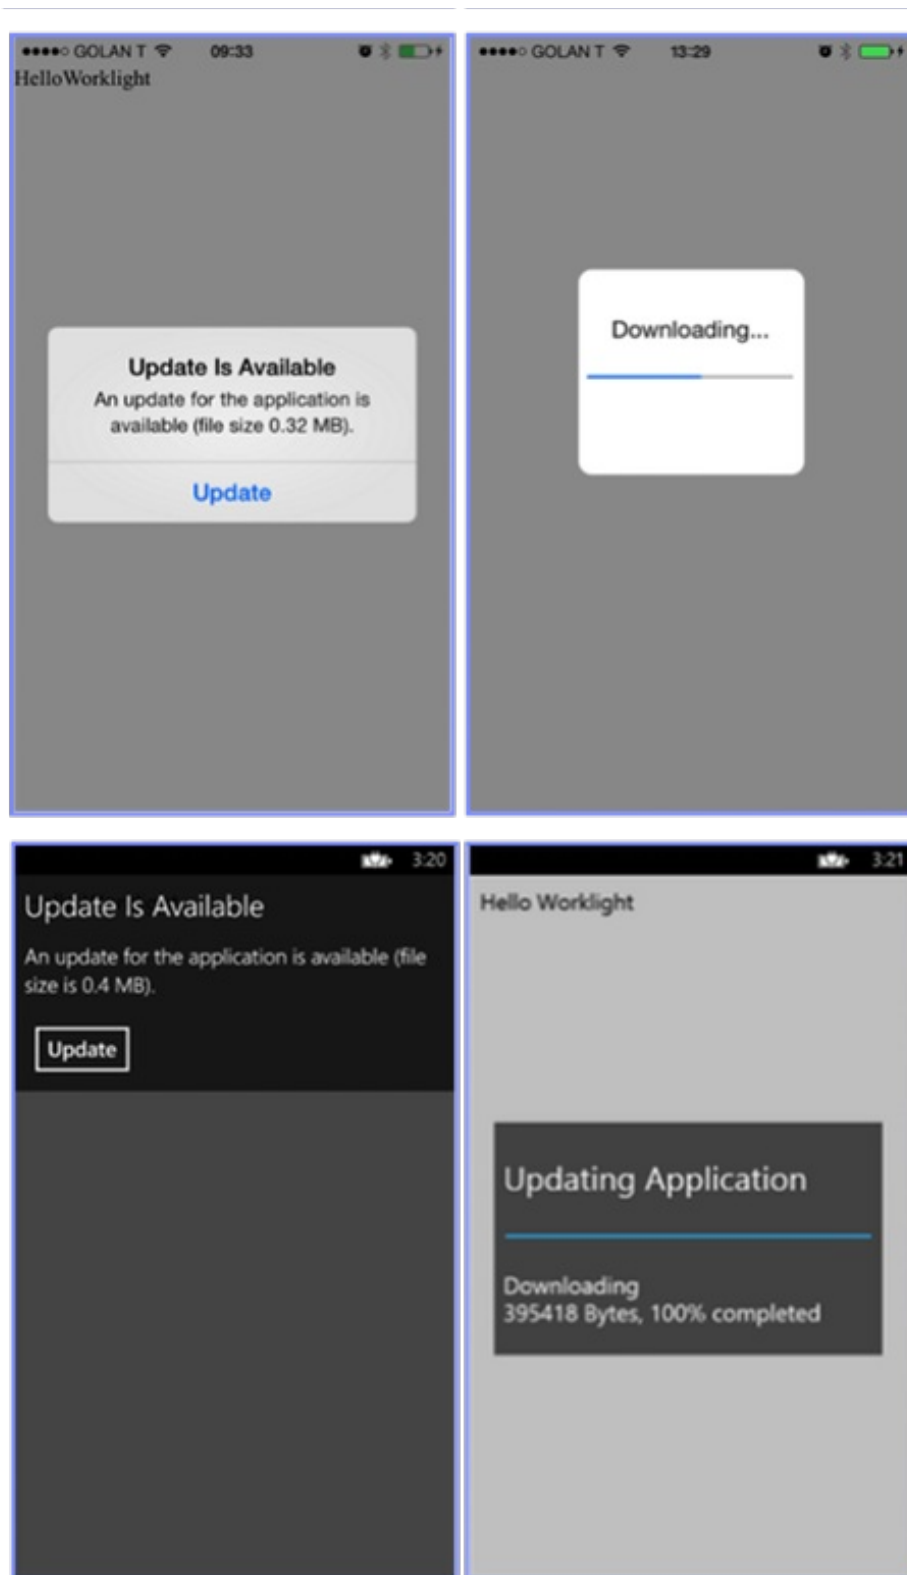 GOLAN T 09:33
HelloWorklight
Update Is Available
An update for the application is
available (file size 0.32 MB).
Update
GOLAN T 13:29
Downloading...
3:20
Update Is Available
An update for the application is available (file
size is 0.4 MB).
Update
3:21
Hello Worklight
Updating Application
Downloading
395418 Bytes, 100% completed